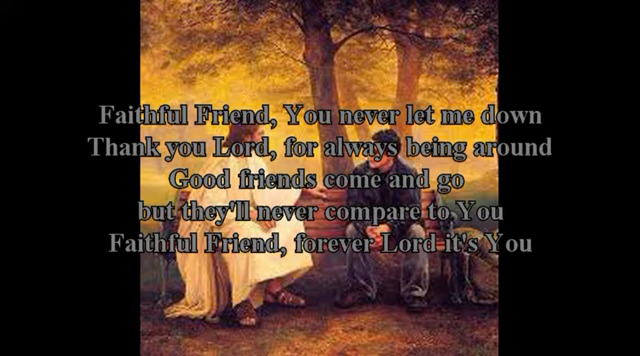 Faithful Friend, You never let me down
Thank you Lord, for always being around
Good friends come and go
but they'll never compare to You
Faithful Friend, forever Lord it's You